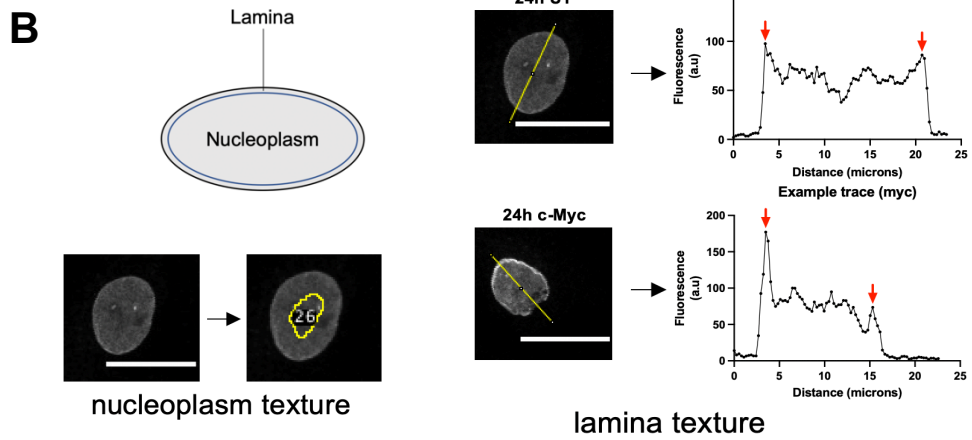 B
Lamina
Nucleoplasm
26
nucleoplasm texture
Fluorescence
(a.u)
100
50
0
0
5
10
15
20
25
Distance (microns)
Example trace (myc)
24h c-Myc
Fluorescence
(a.u)
200
150
100
50
0
0
5
10
15
20
25
Distance (microns)
lamina texture